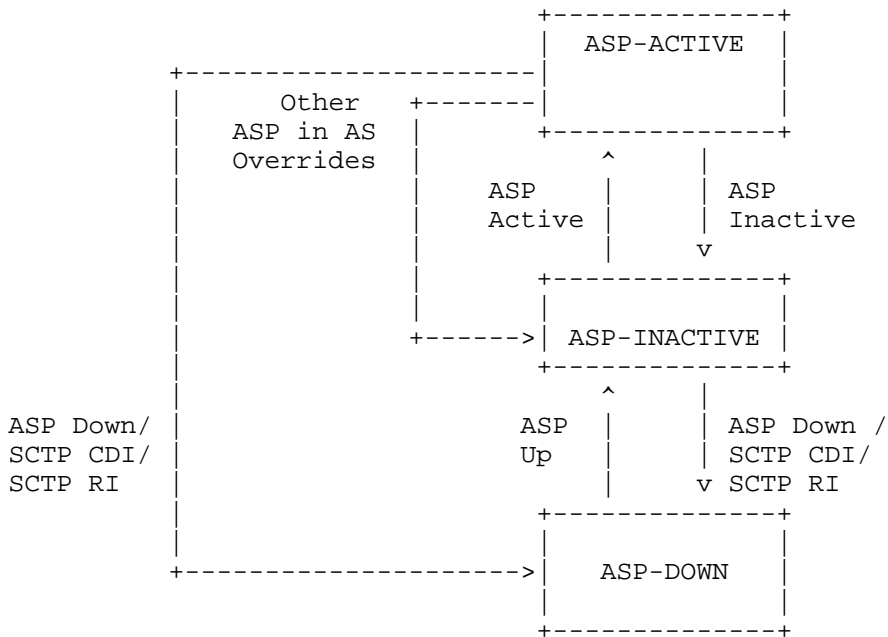 ASP-ACTIVE
Other
ASP in AS
Overrides
ASP
Active
ASP
Inactive
ASP-INACTIVE
ASP Down/
SCTP CDI/
SCTP RI
ASP
Up
ASP Down /
SCTP CDI/
SCTP RI
ASP-DOWN